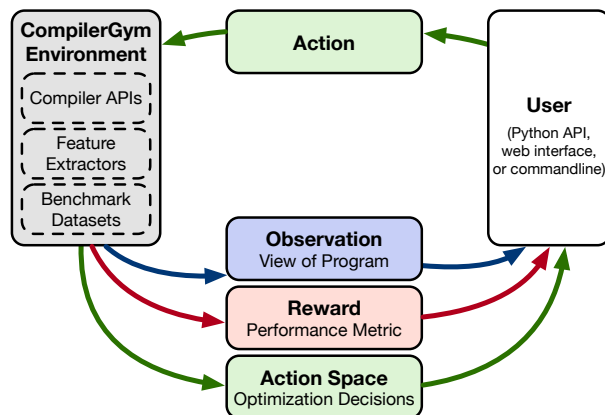 CompilerGym
Environment
Compiler APIs
Feature
Extractors
Benchmark
Datasets
Action
User
(Python API,
web interface,
or commandline)
Observation
View of Program
Reward
Performance Metric
Action Space
Optimization Decisions